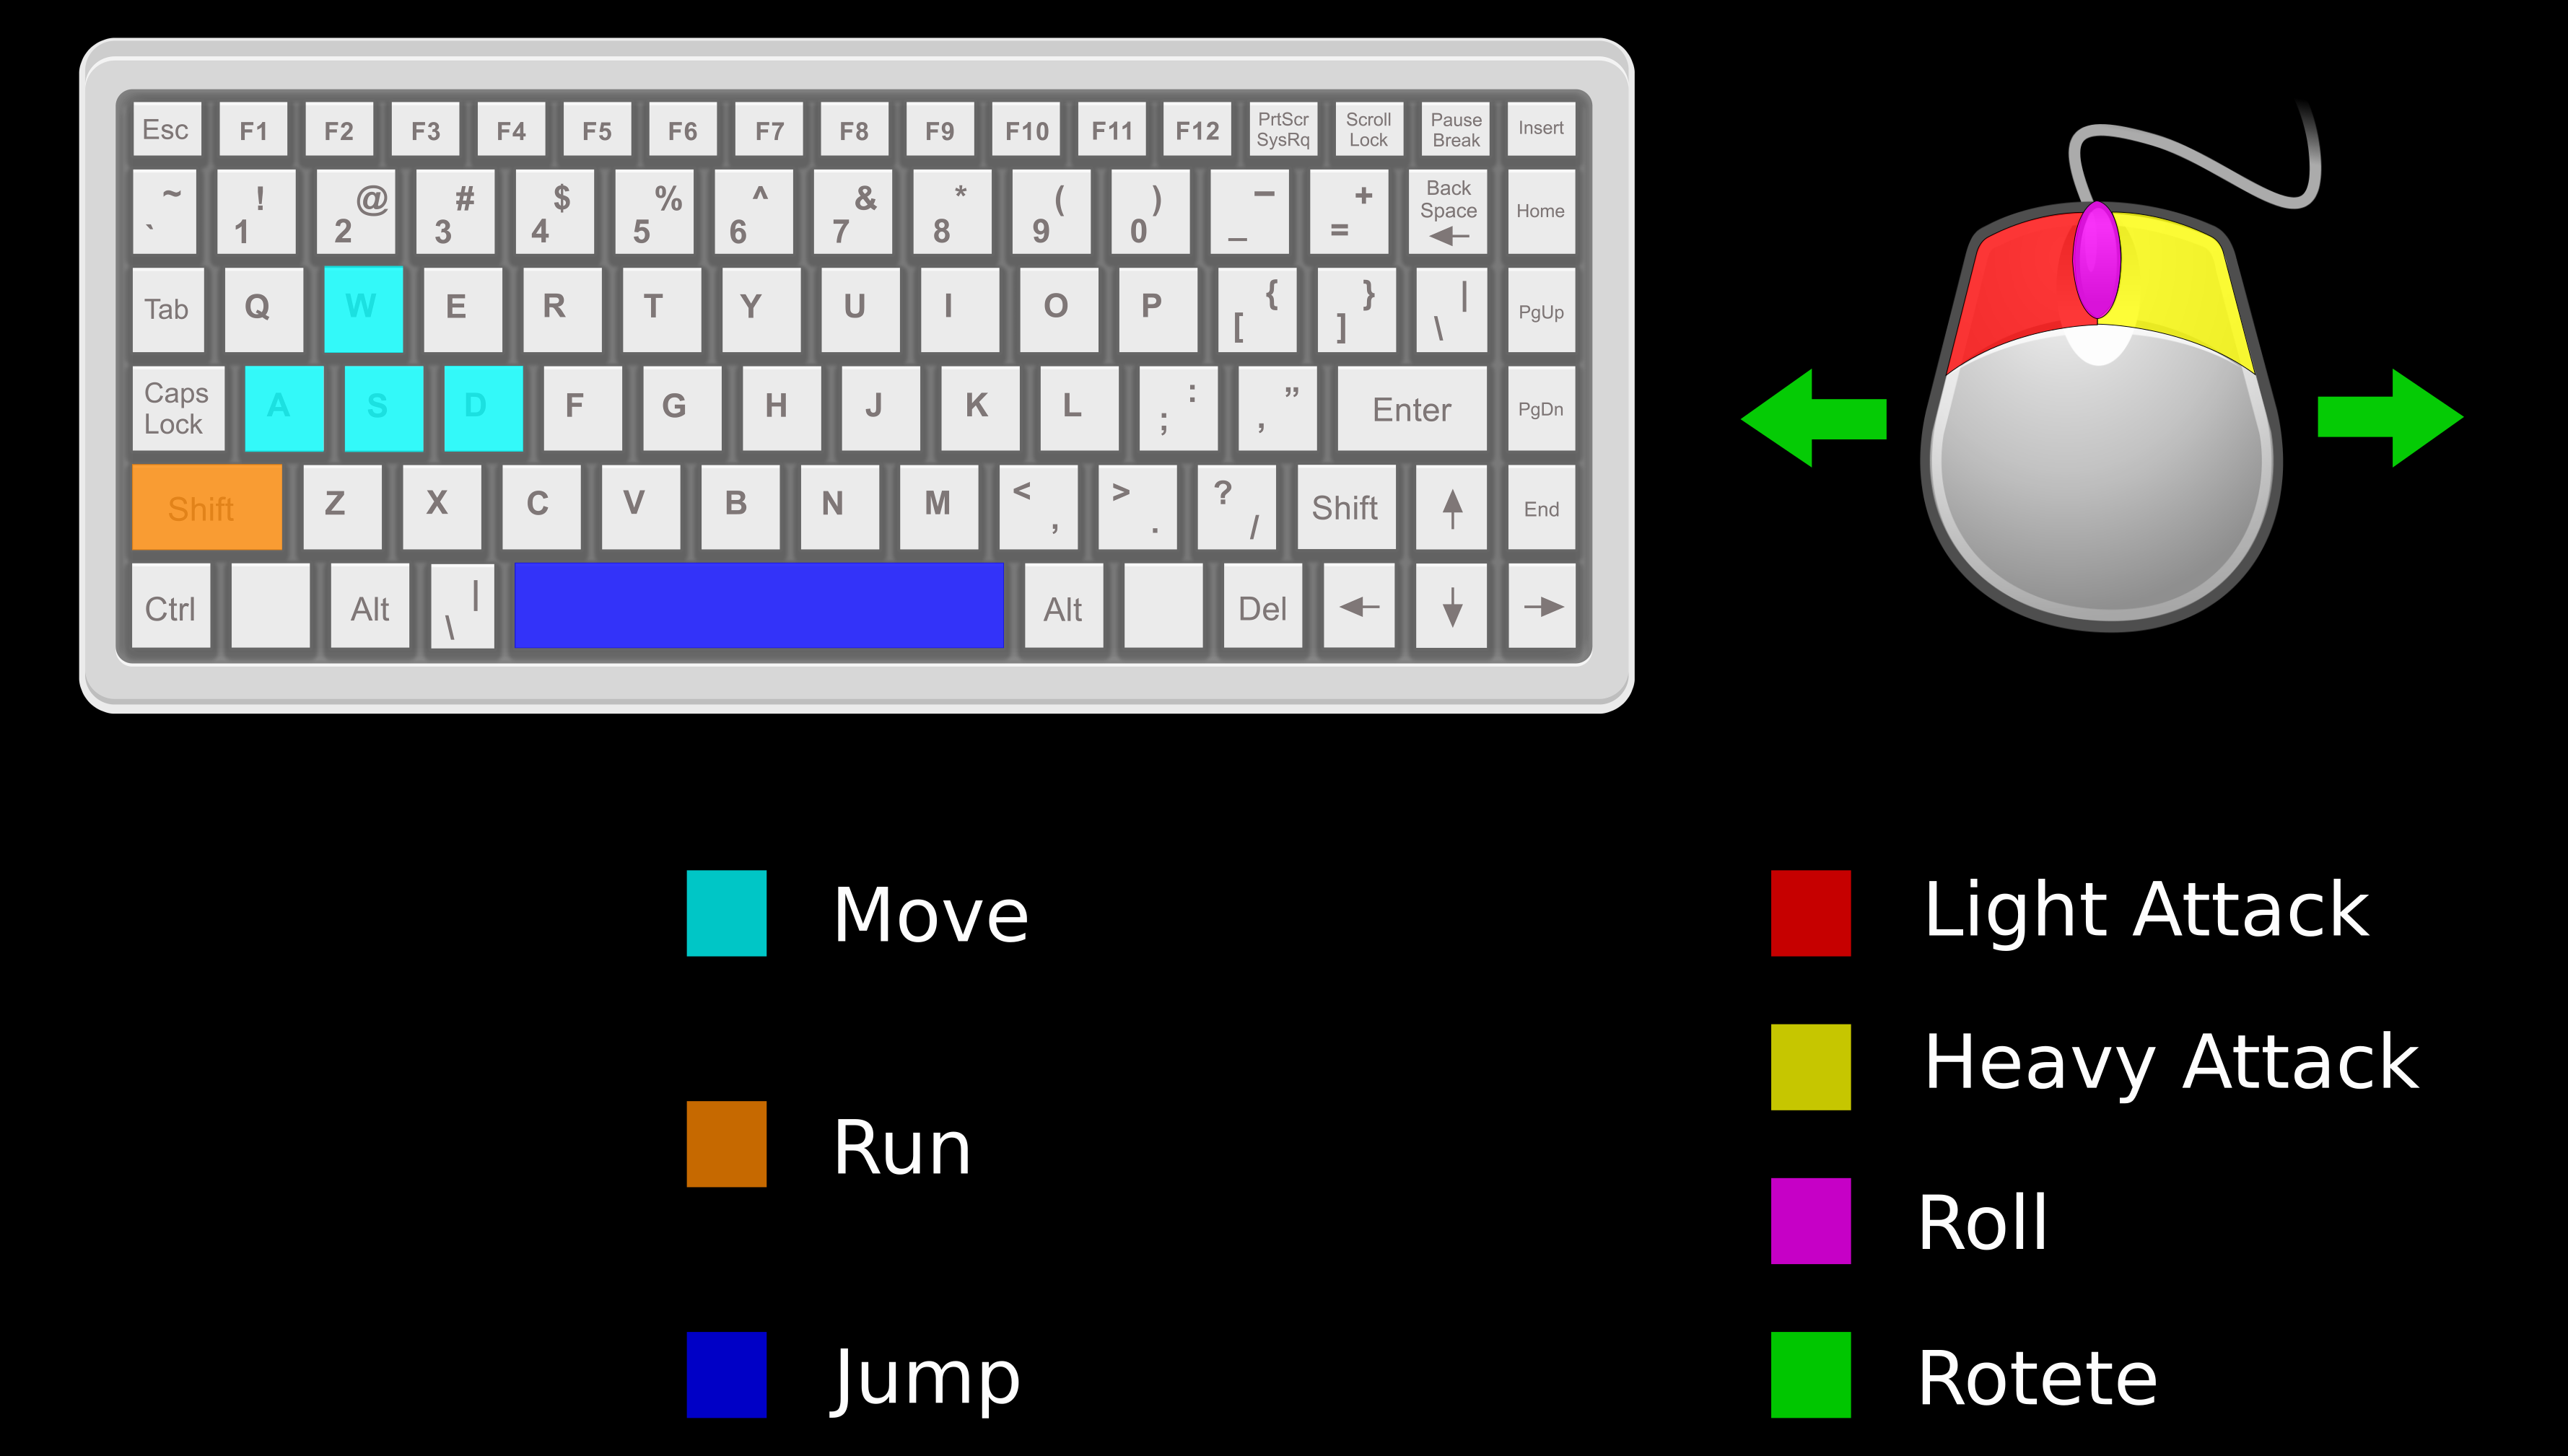 Esc F1 F2 F3 F4 F5 F6 F7 F8 F9 F10 F11 F12 PrtScr SysRq Scroll Lock Pause Break Insert
~ ` ! 1 @ 2 # 3 $ 4 % 5 ^ 6 & 7 * 8 ( 9 ) 0 – _ + = Back Space Home
Tab Q W E R T Y U I O P { [ } ] | \ PgUp
Caps Lock A S D F G H J K L : ; ” , Enter PgDn
Shift Z X C V B N M < , > . ? / Shift End
Ctrl Alt | \ Alt Del
Move
Run
Jump
Light Attack
Heavy Attack
Roll
Rotete